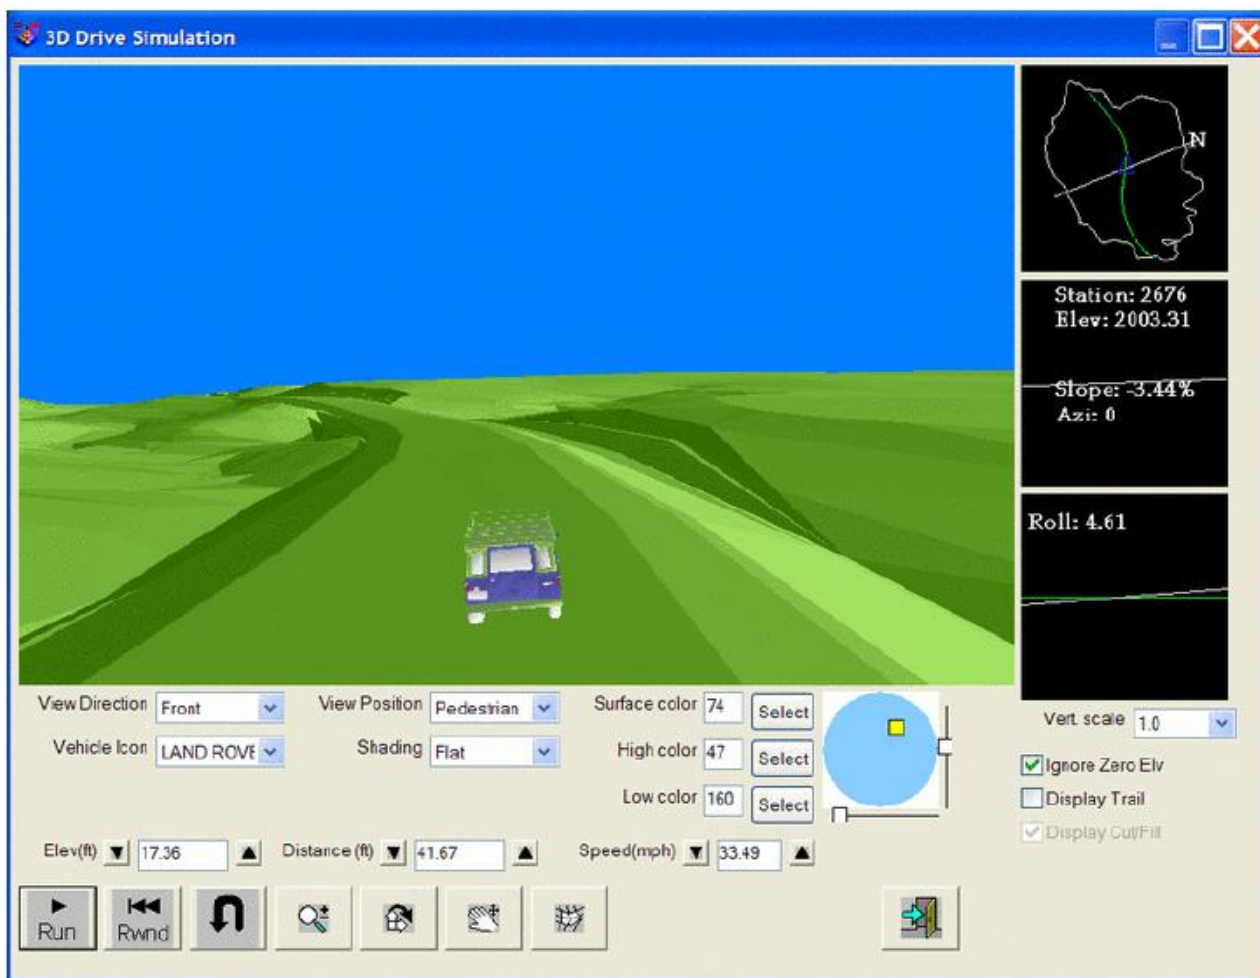 3D Drive Simulation
N
Station: 2676
Elev: 2003.31
Slope: -3.44%
Azi: 0
Roll: 4.61
View Direction Front View Position Pedestrian Surface color 74 Select
Vert. scale 1.0
Vehicle Icon LAND ROVE Shading Flat High color 47 Select
Ignore Zero Elv
Low color 160 Select
Display Trail
Display Cut/Fill
Elev(ft) 17.36 Distance (ft) 41.67 Speed(mph) 33.49
Run Rwnd